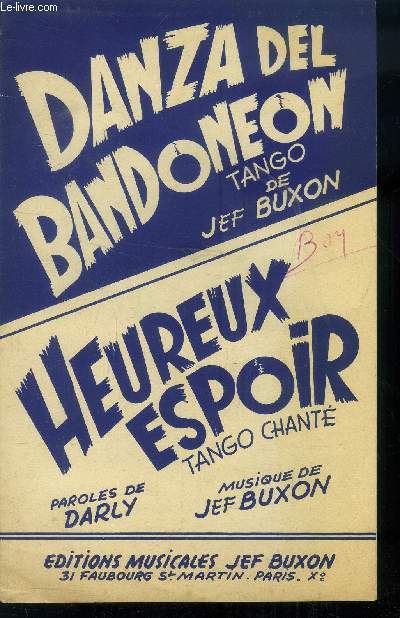 Le-livre.com
DANZA DEL
BANDONEON
TANGO
DE
JEF BUXON
HEUREUX
ESPOIR
TANGO CHANTÉ
PAROLES DE
DARLY
MUSIQUE DE
JEF BUXON
EDITIONS MUSICALES JEF BUXON
31 FAUBOURG St MARTIN. PARIS. Xº